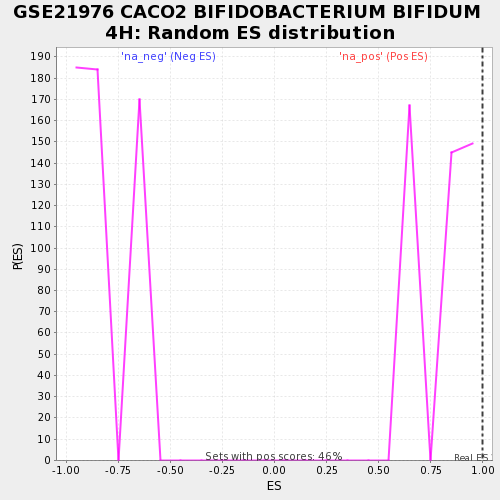 GSE21976 CACO2 BIFIDOBACTERIUM BIFIDUM
4H: Random ES distribution
'na_neg' (Neg ES) 'na_pos' (Pos ES)
190
180
170
160
150
140
130
120
110
100
90
80
70
60
50
40
30
20
10
0
P(ES)
Sets with pos scores: 46%
Real ES
-1.00 -0.75 -0.50 -0.25 0.00 0.25 0.50 0.75 1.00
ES